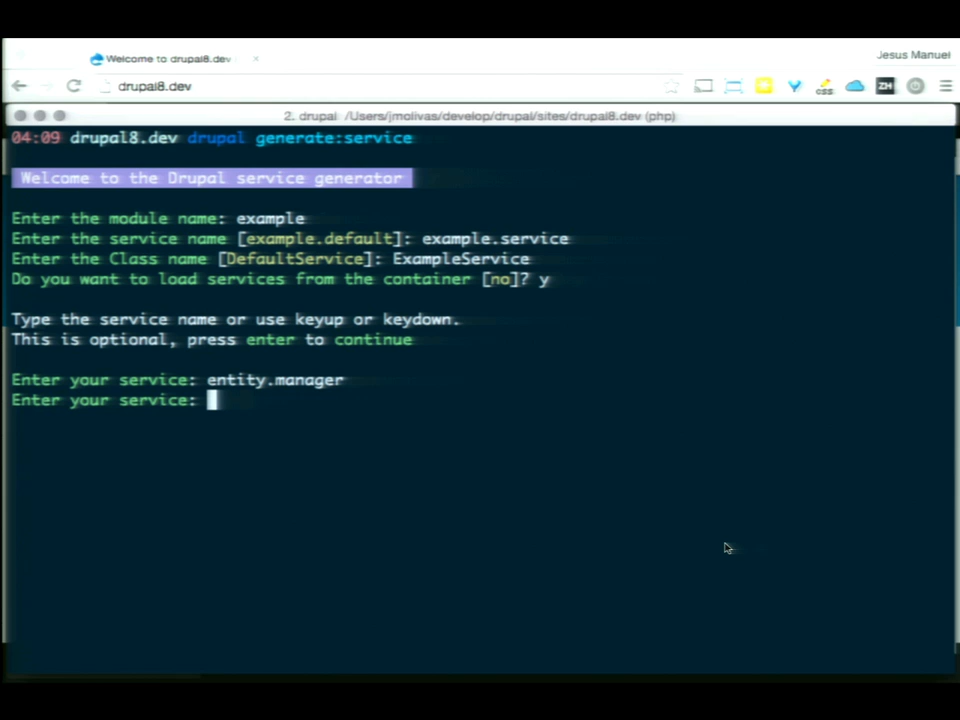 Welcome to drupal8.dev
Jesus Manuel
drupal8.dev
css
ZH
2. drupal /Users/jmolivas/develop/drupal/sites/drupal8.dev (php)
04:09 drupal8.dev drupal generate:service
Welcome to the Drupal service generator
Enter the module name: example
Enter the service name [example.default]: example.service
Enter the Class name [DefaultService]: ExampleService
Do you want to load services from the container [no]? y
Type the service name or use keyup or keydown.
This is optional, press enter to continue
Enter your service: entity.manager
Enter your service: